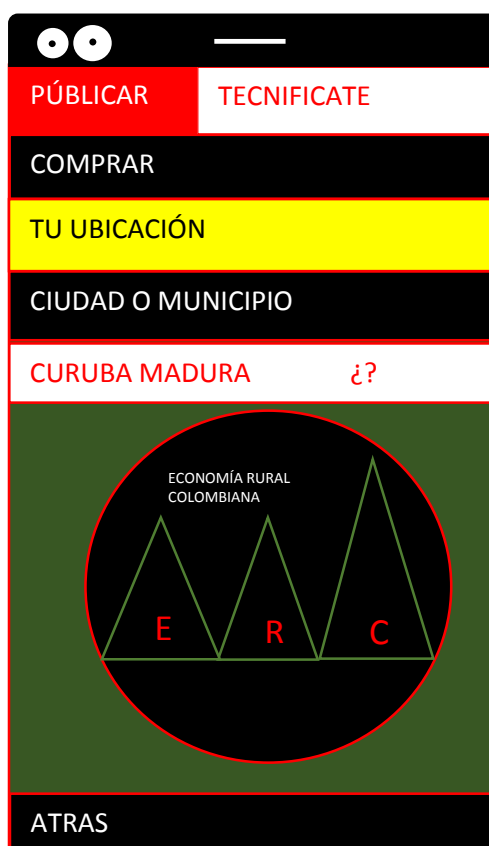 PÚBLICAR TECNIFICATE
COMPRAR
TU UBICACIÓN
CIUDAD O MUNICIPIO
CURUBA MADURA ¿?
ECONOMÍA RURAL
COLOMBIANA
E R C
ATRAS